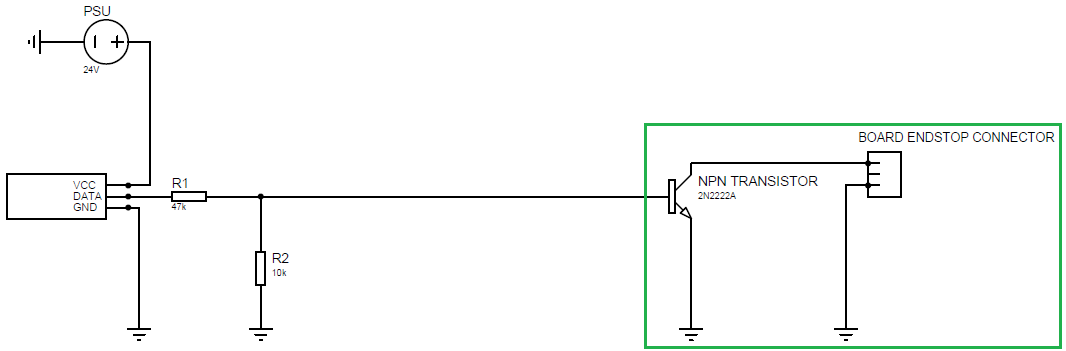 PSU
24V
BOARD ENDSTOP CONNECTOR
VCC
DATA
GND
R1
47k
NPN TRANSISTOR
2N2222A
R2
10k